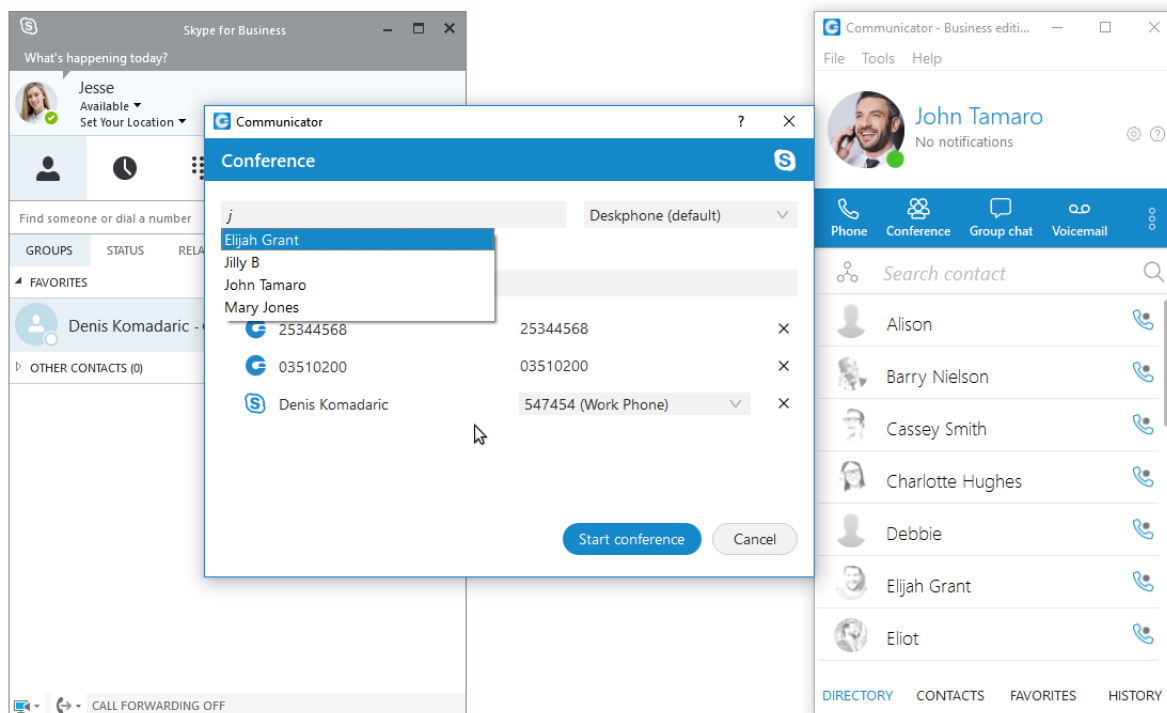 Skype for Business
What's happening today?
Jesse
Available
Set Your Location
Find someone or dial a number
GROUPS STATUS RELA
FAVORITES
Denis Komadaric -
OTHER CONTACTS (0)
CALL FORWARDING OFF
Communicator
?
Conference
j
Deskphone (default)
Elijah Grant
Jilly B
John Tamaro
Mary Jones
25344568 25344568
03510200 03510200
Denis Komadaric 547454 (Work Phone)
Start conference Cancel
Communicator - Business editi...
File Tools Help
John Tamaro
No notifications
Phone Conference Group chat Voicemail
Search contact
Alison
Barry Nielson
Cassey Smith
Charlotte Hughes
Debbie
Elijah Grant
Eliot
DIRECTORY CONTACTS FAVORITES HISTORY